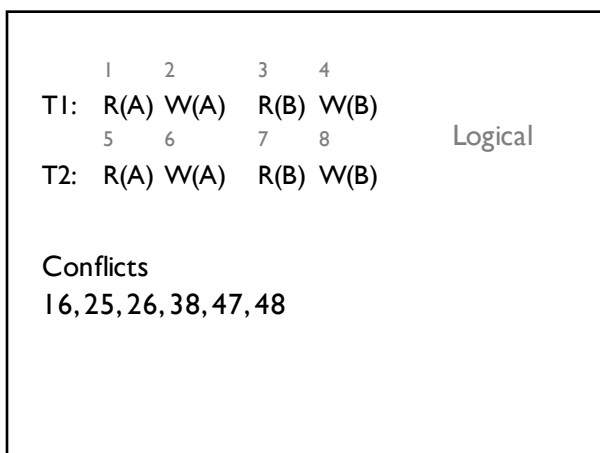 1 2 3 4
T1: R(A) W(A) R(B) W(B)
5 6 7 8
Logical
T2: R(A) W(A) R(B) W(B)
Conflicts
16, 25, 26, 38, 47, 48